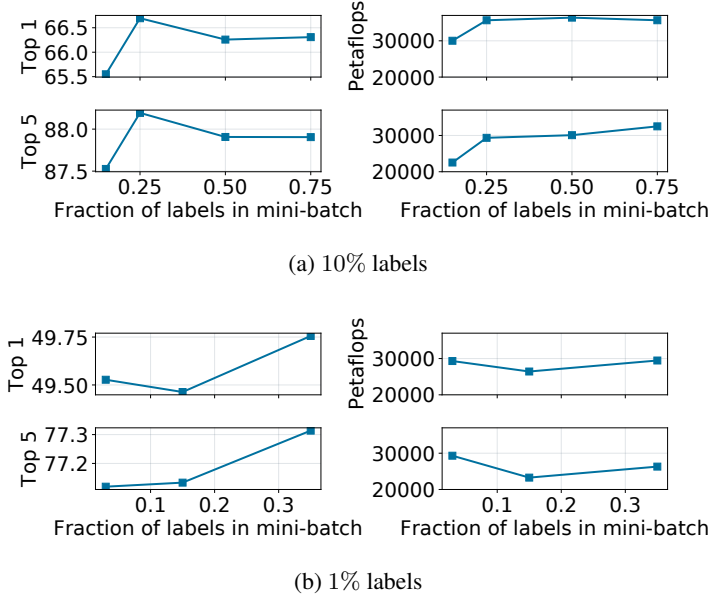 Top 1
66.5
66.0
65.5
Petaflops
30000
20000
Top 5
88.0
87.5
0.25 0.50 0.75
Fraction of labels in mini-batch
30000
20000
0.25 0.50 0.75
Fraction of labels in mini-batch
(a) 10% labels
Top 1
49.75
49.50
Petaflops
30000
20000
Top 5
77.3
77.2
0.1 0.2 0.3
Fraction of labels in mini-batch
30000
20000
0.1 0.2 0.3
Fraction of labels in mini-batch
(b) 1% labels